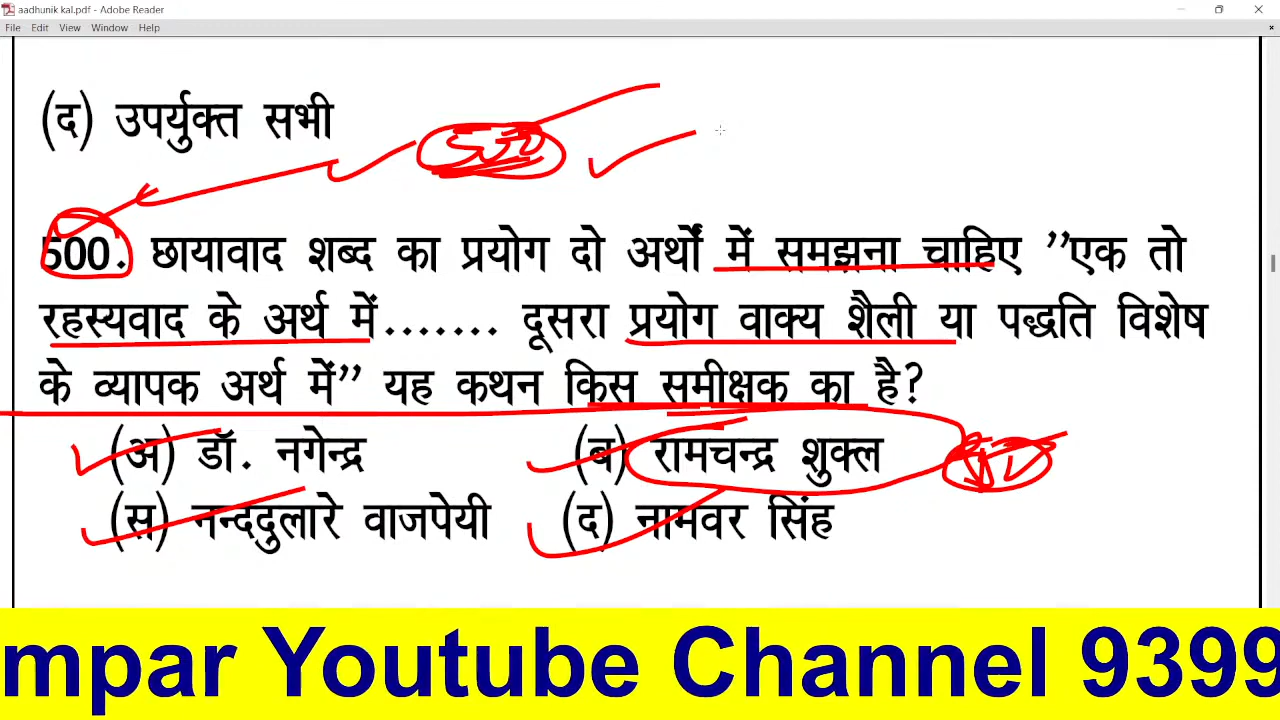 aadhunik kal.pdf - Adobe Reader
File Edit View Window Help
(द) उपर्युक्त सभी
500
500. छायावाद शब्द का प्रयोग दो अर्थों में समझना चाहिए ’’एक तो
रहस्यवाद के अर्थ में....... दूसरा प्रयोग वाक्य शैली या पद्धति विशेष
के व्यापक अर्थ में’’ यह कथन किस समीक्षक का है?
(अ) डॉ. नगेन्द्र (ब) रामचन्द्र शुक्ल
(स) नन्ददुलारे वाजपेयी (द) नामवर सिंह
mpar Youtube Channel 9399